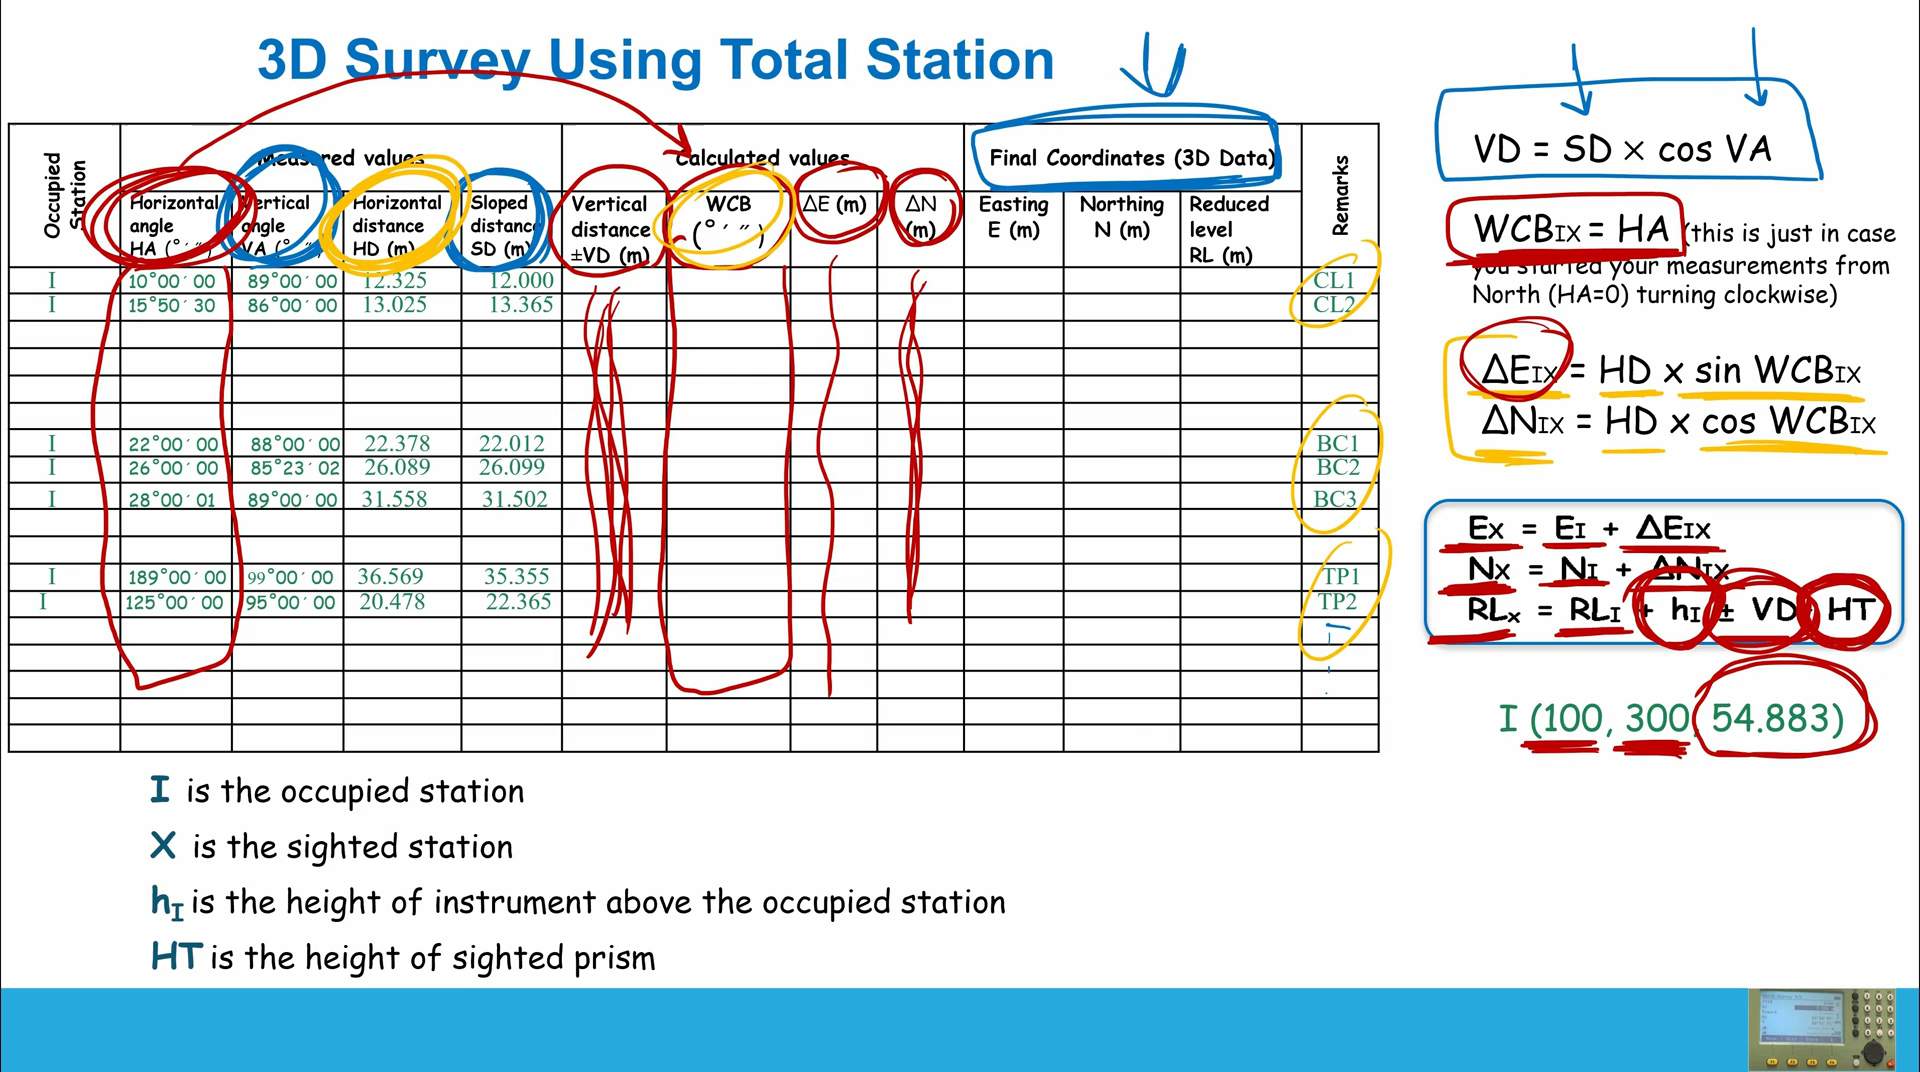 3D Survey Using Total Station
Occupied Station
Measured values
Calculated values
Final Coordinates (3D Data)
Remarks
Horizontal angle HA (° ′ ″)
Vertical angle VA (° ′ ″)
Horizontal distance HD (m)
Sloped distance SD (m)
Vertical distance ±VD (m)
WCB (° ′ ″)
ΔE (m)
ΔN (m)
Easting E (m)
Northing N (m)
Reduced level RL (m)
I 10°00′00 89°00′00 12.325 12.000 CL1
I 15°50′30 86°00′00 13.025 13.365 CL2
I 22°00′00 88°00′00 22.378 22.012 BC1
I 26°00′00 85°23′02 26.089 26.099 BC2
I 28°00′01 89°00′00 31.558 31.502 BC3
I 189°00′00 99°00′00 36.569 35.355 TP1
I 125°00′00 95°00′00 20.478 22.365 TP2
VD = SD × cos VA
WCBIX = HA (this is just in case
you started your measurements from
North (HA=0) turning clockwise)
ΔEIX = HD x sin WCBIX
ΔNIX = HD x cos WCBIX
EX = EI + ΔEIX
NX = NI + ΔNIX
RLx = RLI + hI ± VD HT
I (100, 300, 54.883)
I is the occupied station
X is the sighted station
hI is the height of instrument above the occupied station
HT is the height of sighted prism